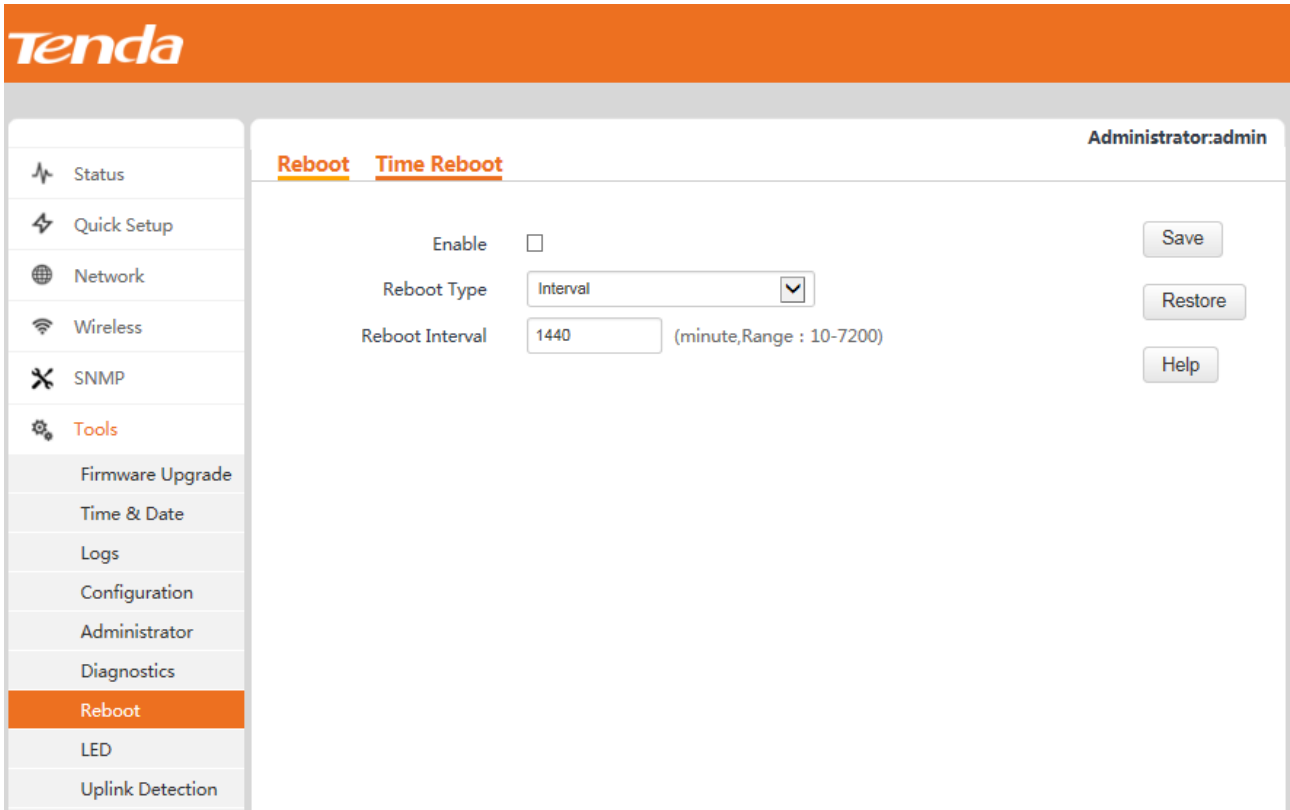 Tenda
Administrator:admin
Status
Quick Setup
Network
Wireless
SNMP
Tools
Firmware Upgrade
Time & Date
Logs
Configuration
Administrator
Diagnostics
Reboot
LED
Uplink Detection
Reboot Time Reboot
Enable
Reboot Type Interval
Reboot Interval 1440 (minute,Range : 10-7200)
Save
Restore
Help